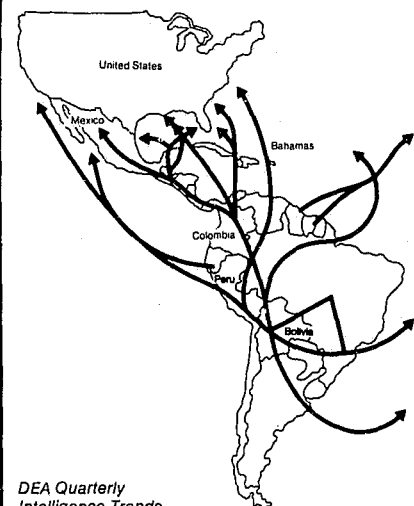 United States
Mexico
Bahamas
Colombia
Peru
Bolivia
DEA Quarterly
Intelligence Trends